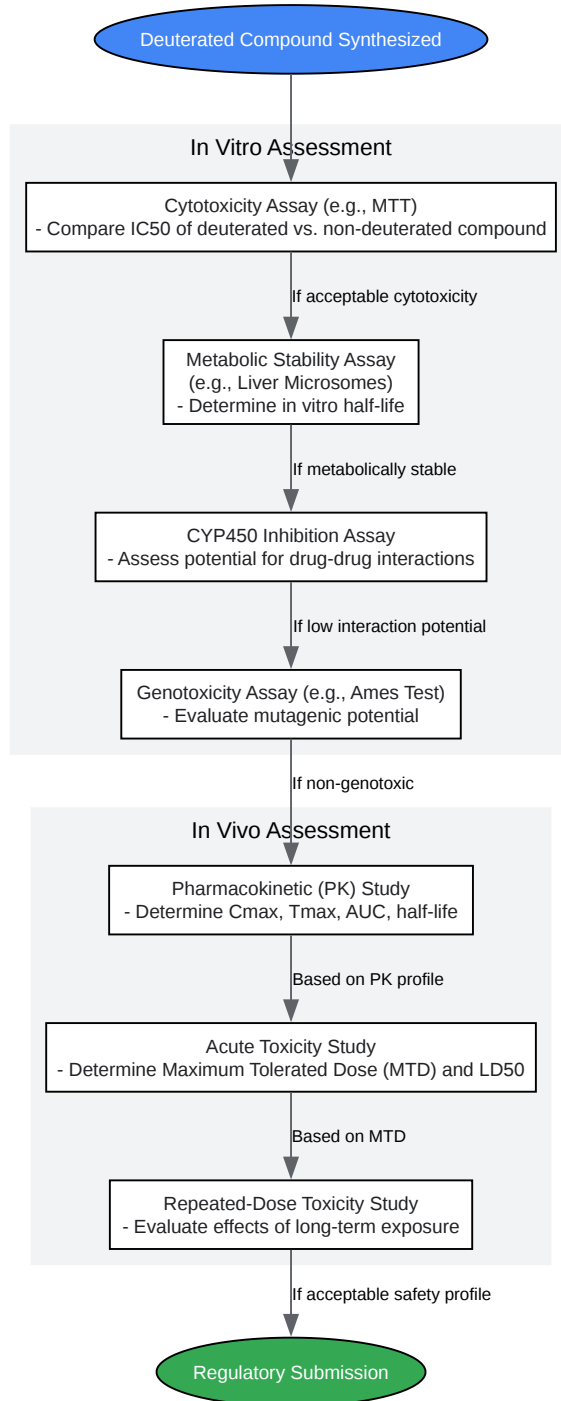 Deuterated Compound Synthesized
In Vitro Assessment
Cytotoxicity Assay (e.g., MTT)
- Compare IC50 of deuterated vs. non-deuterated compound
If acceptable cytotoxicity
Metabolic Stability Assay
(e.g., Liver Microsomes)
- Determine in vitro half-life
If metabolically stable
CYP450 Inhibition Assay
- Assess potential for drug-drug interactions
If low interaction potential
Genotoxicity Assay (e.g., Ames Test)
- Evaluate mutagenic potential
If non-genotoxic
In Vivo Assessment
Pharmacokinetic (PK) Study
- Determine Cmax, Tmax, AUC, half-life
Based on PK profile
Acute Toxicity Study
- Determine Maximum Tolerated Dose (MTD) and LD50
Based on MTD
Repeated-Dose Toxicity Study
- Evaluate effects of long-term exposure
If acceptable safety profile
Regulatory Submission